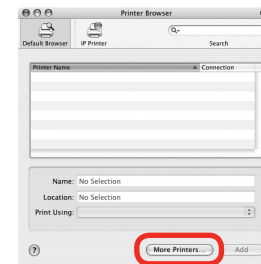 Printer Browser
Default Browser IP Printer Search
Printer Name Connection
Name: No Selection
Location: No Selection
Print Using:
? More Printers... Add